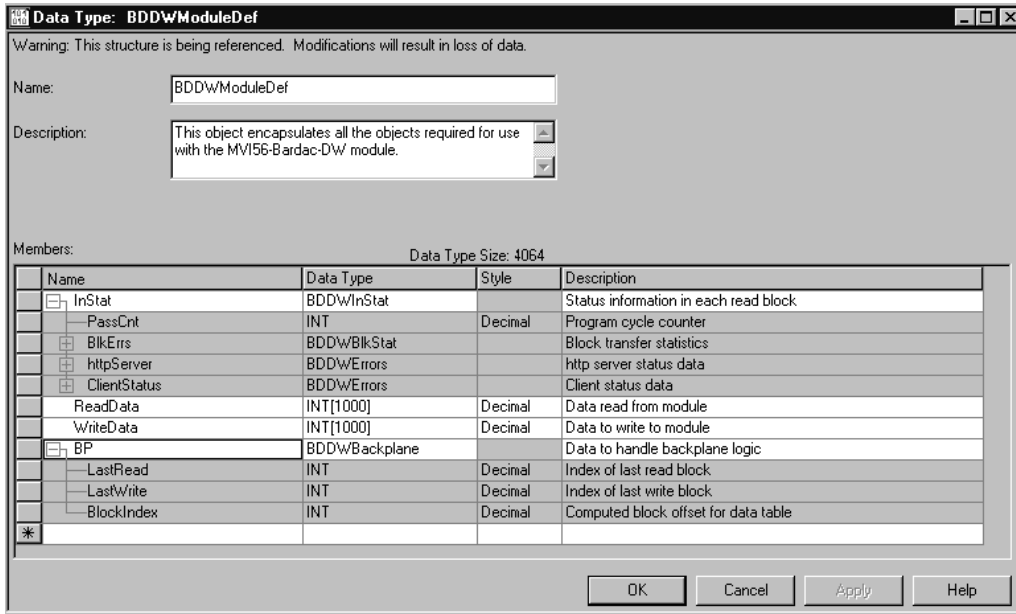 Data Type: BDDWModuleDef
Warning: This structure is being referenced. Modifications will result in loss of data.
Name: BDDWModuleDef
Description: This object encapsulates all the objects required for use
with the MVI56-Bardac-DW module.
Members: Data Type Size: 4064
Name Data Type Style Description
InStat BDDWInStat Status information in each read block
PassCnt INT Decimal Program cycle counter
BlkErrs BDDWBlkStat Block transfer statistics
httpServer BDDWErrors http server status data
ClientStatus BDDWErrors Client status data
ReadData INT[1000] Decimal Data read from module
WriteData INT[1000] Decimal Data to write to module
BP BDDWBackplane Data to handle backplane logic
LastRead INT Decimal Index of last read block
LastWrite INT Decimal Index of last write block
BlockIndex INT Decimal Computed block offset for data table
OK Cancel Apply Help